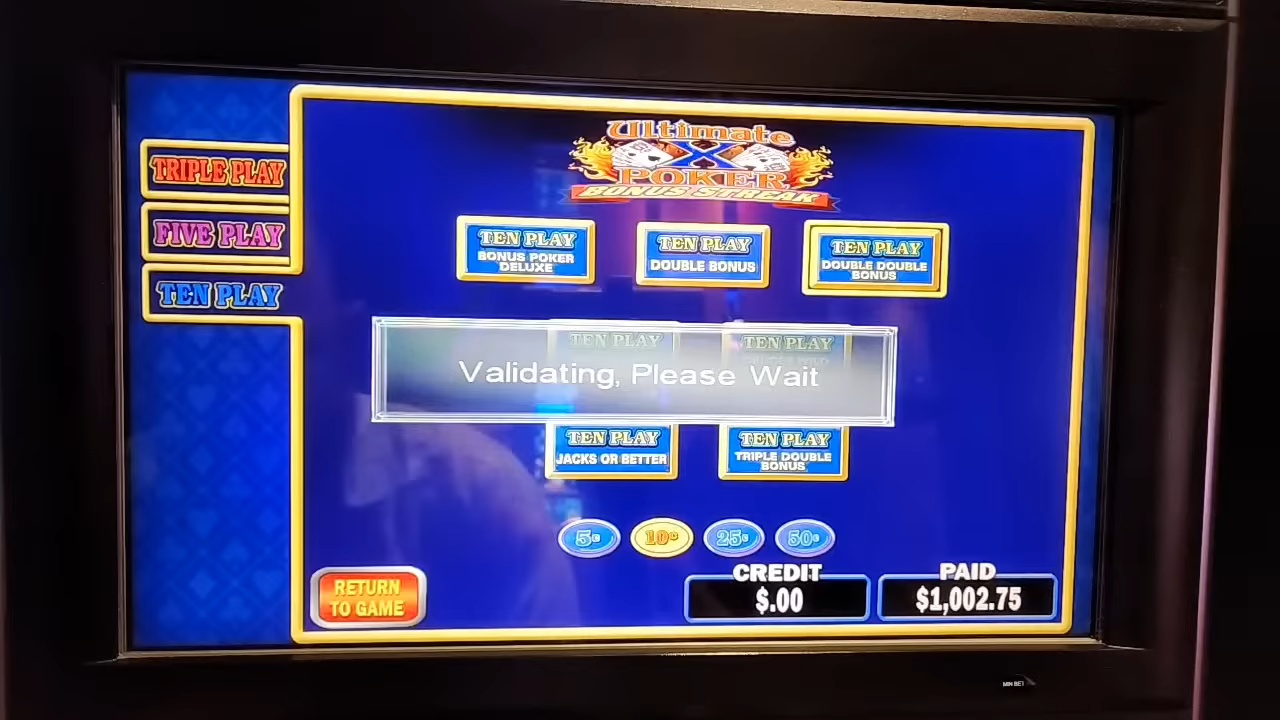 Ultimate
X
POKER
BONUS STREAK
TRIPLE PLAY
FIVE PLAY
TEN PLAY
TEN PLAY
BONUS POKER
DELUXE
TEN PLAY
DOUBLE BONUS
TEN PLAY
DOUBLE DOUBLE
BONUS
TEN PLAY
TEN PLAY
Validating, Please Wait
TEN PLAY
JACKS OR BETTER
TEN PLAY
TRIPLE DOUBLE
BONUS
5¢
10¢
25¢
50¢
RETURN
TO GAME
CREDIT
$.00
PAID
$1,002.75
MIN BET